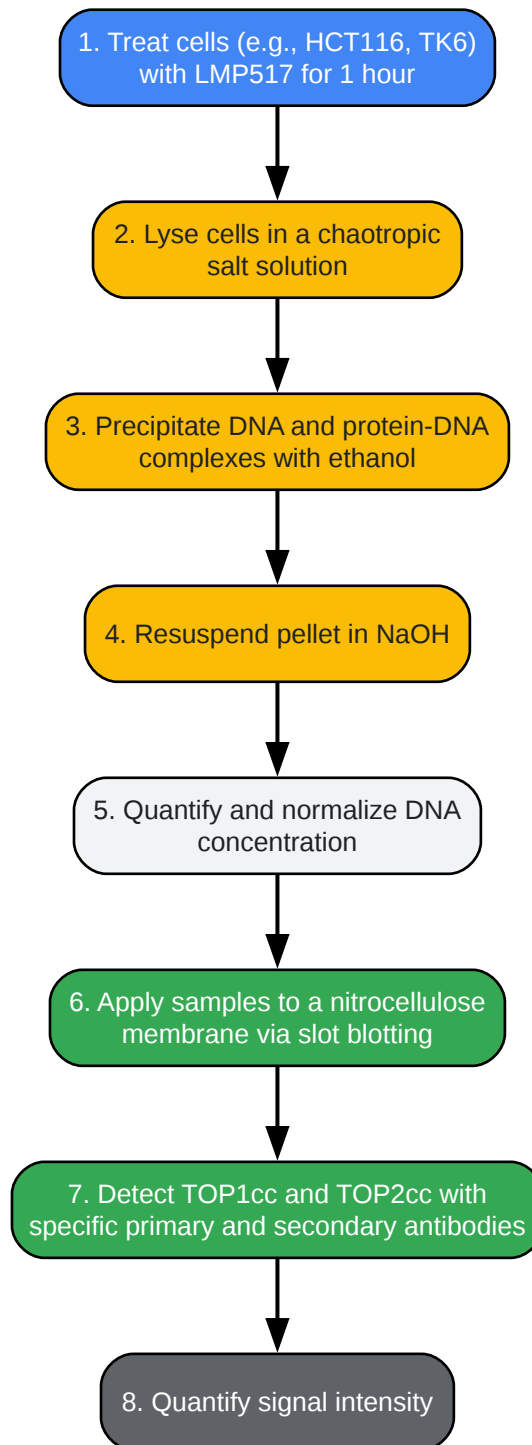 1. Treat cells (e.g., HCT116, TK6)
with LMP517 for 1 hour
2. Lyse cells in a chaotropic
salt solution
3. Precipitate DNA and protein-DNA
complexes with ethanol
4. Resuspend pellet in NaOH
5. Quantify and normalize DNA
concentration
6. Apply samples to a nitrocellulose
membrane via slot blotting
7. Detect TOP1cc and TOP2cc with
specific primary and secondary antibodies
8. Quantify signal intensity